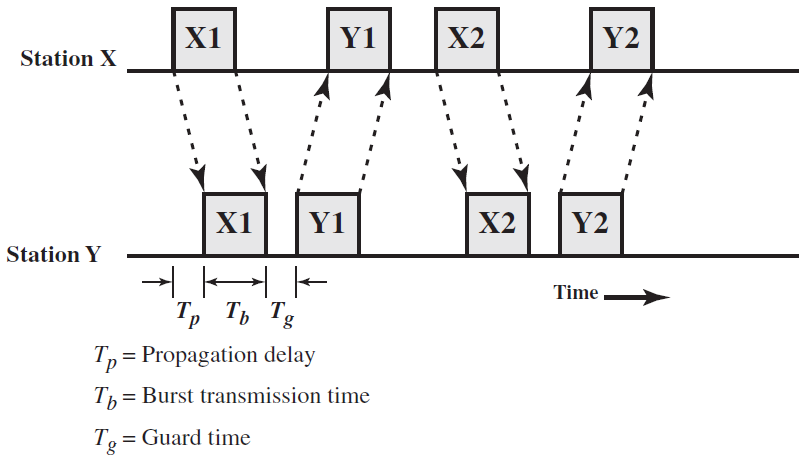 X1 Y1 X2 Y2
Station X
X1 Y1 X2 Y2
Station Y
Time
Tp Tb Tg
Tp = Propagation delay
Tb = Burst transmission time
Tg = Guard time